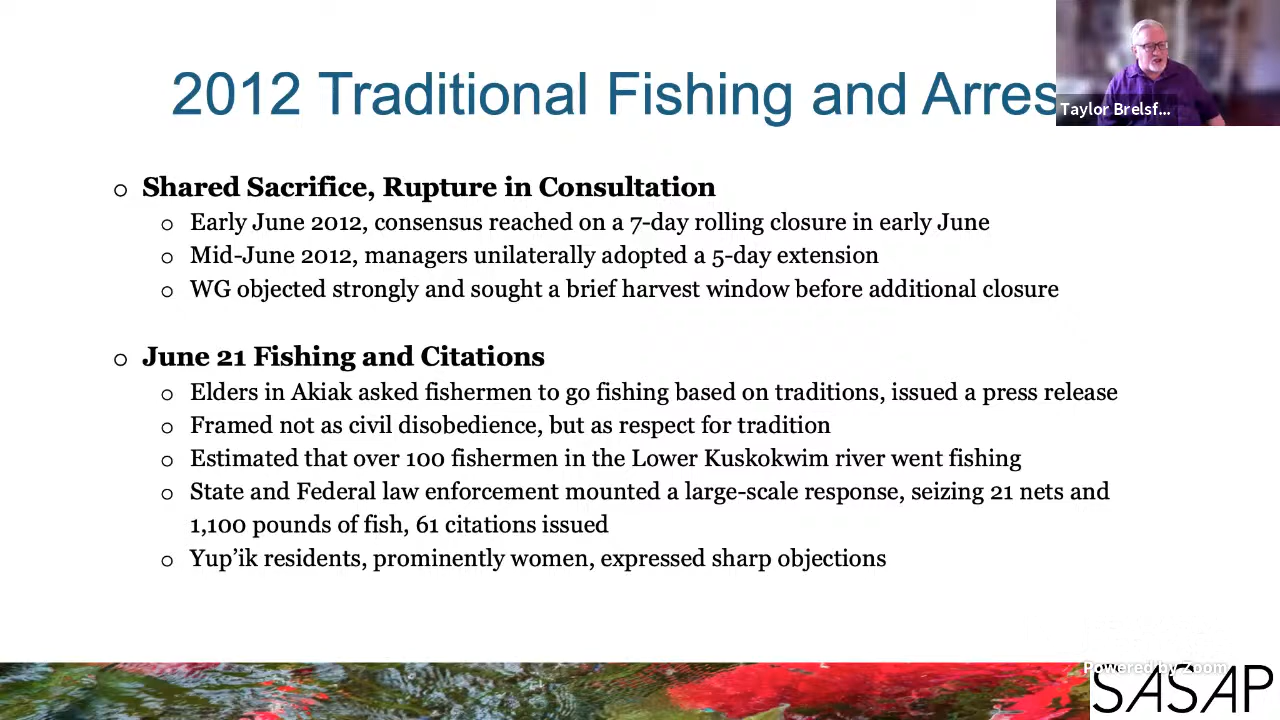 2012 Traditional Fishing and Arres
Taylor Brelsf...
Shared Sacrifice, Rupture in Consultation
Early June 2012, consensus reached on a 7-day rolling closure in early June
Mid-June 2012, managers unilaterally adopted a 5-day extension
WG objected strongly and sought a brief harvest window before additional closure
June 21 Fishing and Citations
Elders in Akiak asked fishermen to go fishing based on traditions, issued a press release
Framed not as civil disobedience, but as respect for tradition
Estimated that over 100 fishermen in the Lower Kuskokwim river went fishing
State and Federal law enforcement mounted a large-scale response, seizing 21 nets and
1,100 pounds of fish, 61 citations issued
Yup’ik residents, prominently women, expressed sharp objections
Powered by Zoom
SASAP